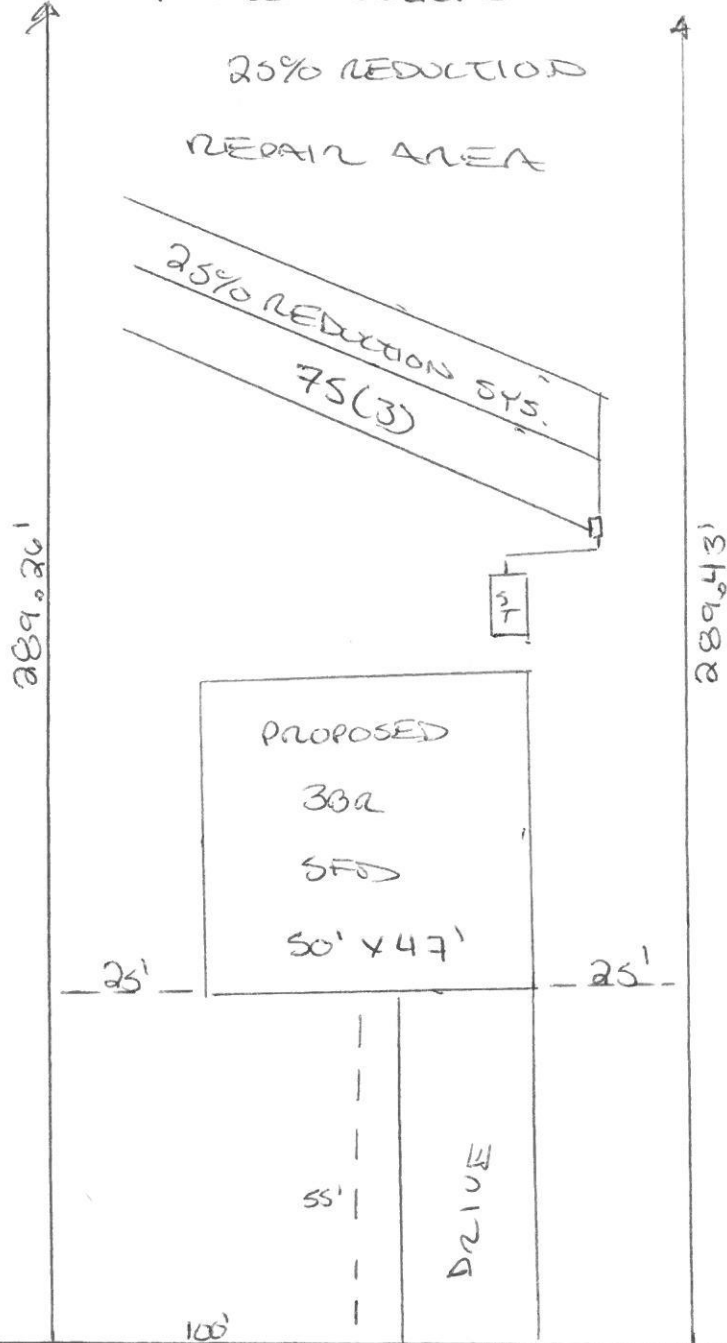 25% REDUCTION
REPAIR AREA
25% REDUCTION SYS.
75(3)
289.26'
289.43'
ST
PROPOSED
3BR
SFD
50' X 47'
25'
25'
55'
DRIVE
100'